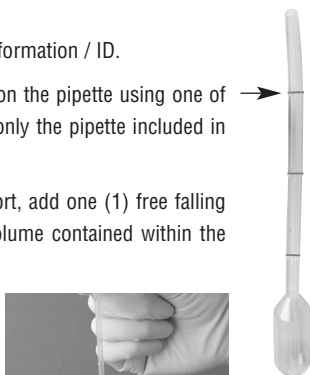 formation / ID.
on the pipette using one of
only the pipette included in
ort, add one (1) free falling
olume contained within the